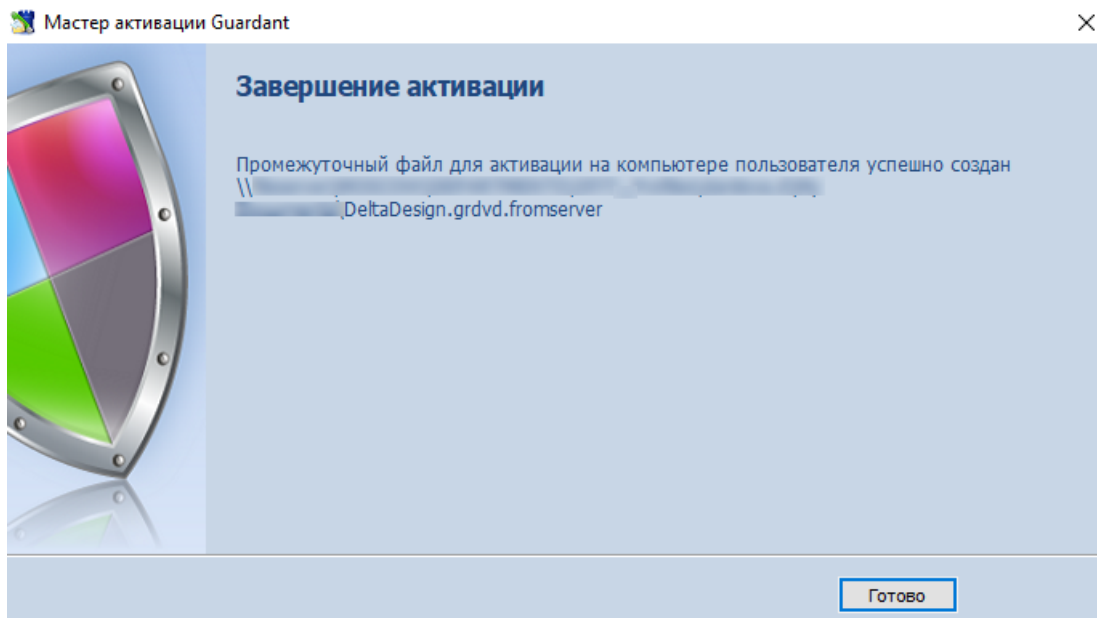 Мастер активации Guardant
Завершение активации
Промежуточный файл для активации на компьютере пользователя успешно создан
\\
\DeltaDesign.grdvd.fromserver
Готово